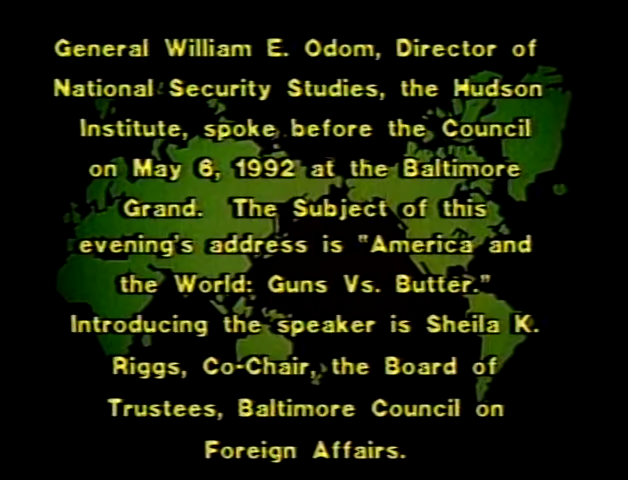 General William E. Odom, Director of
National Security Studies, the Hudson
Institute, spoke before the Council
on May 6, 1992 at the Baltimore
Grand. The Subject of this
evening's address is "America and
the World: Guns Vs. Butter."
Introducing the speaker is Sheila K.
Riggs, Co-Chair, the Board of
Trustees, Baltimore Council on
Foreign Affairs.